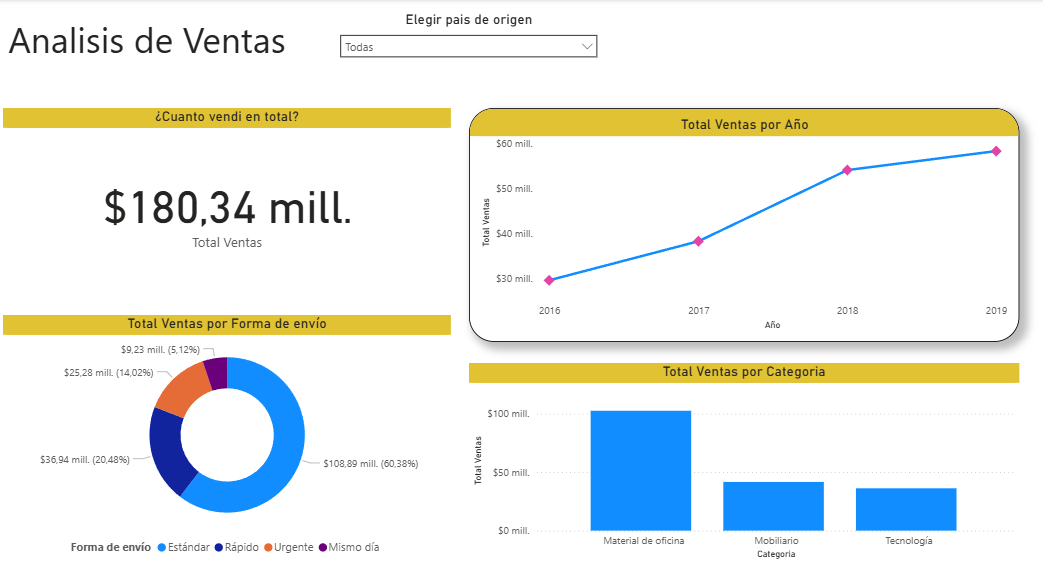 Analisis de Ventas
Elegir pais de origen
Todas
¿Cuanto vendi en total?
$180,34 mill.
Total Ventas
Total Ventas por Forma de envío
$9,23 mill. (5,12%)
$25,28 mill. (14,02%)
$36,94 mill. (20,48%)
$108,89 mill. (60,38%)
Forma de envío Estándar Rápido Urgente Mismo día
Total Ventas por Año
Total Ventas
$60 mill.
$50 mill.
$40 mill.
$30 mill.
2016 2017 2018 2019
Año
Total Ventas por Categoria
Total Ventas
$100 mill.
$50 mill.
$0 mill.
Material de oficina Mobiliario Tecnología
Categoria